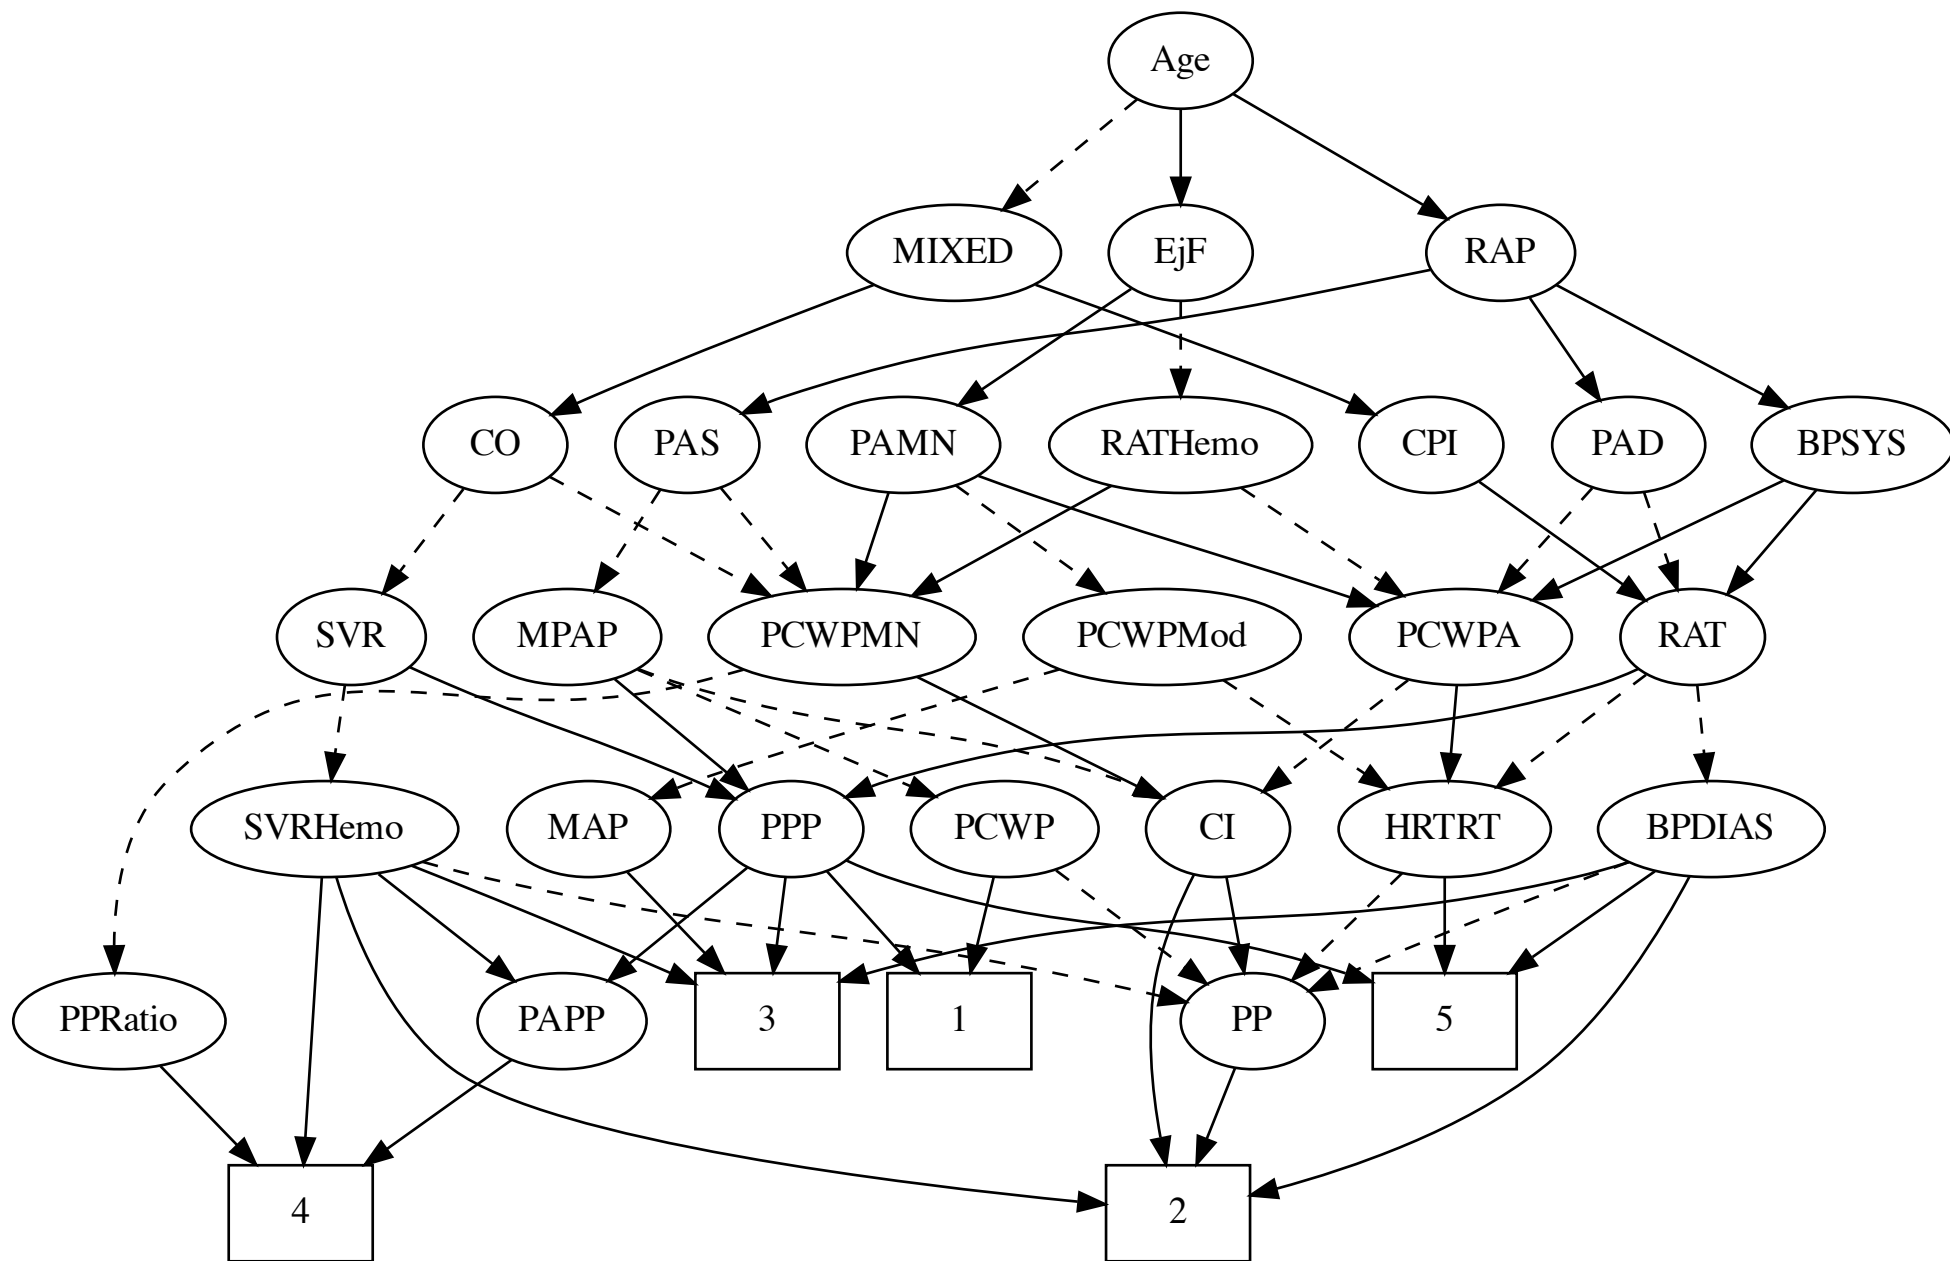 Age
MIXED
EjF
RAP
CO
PAS
PAMN
RATHemo
CPI
PAD
BPSYS
SVR
MPAP
PCWPMN
PCWPMod
PCWPA
RAT
SVRHemo
MAP
PPP
PCWP
CI
HRTRT
BPDIAS
PPRatio
PAPP
3
1
PP
5
4
2